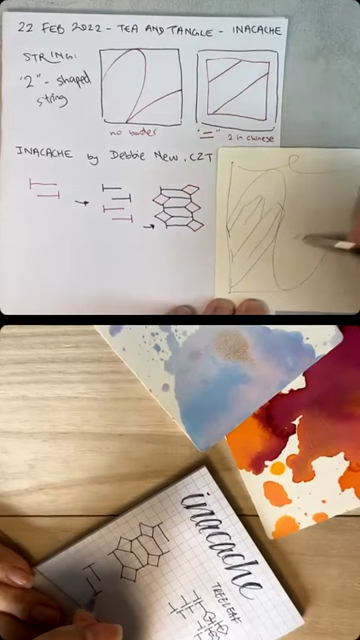 22 FEB 2022 - TEA AND TANGLE - INACACHE
STRING:
"2" - shaped
string
no border
"二" 2 in chinese
INACACHE by Debbie New, CZT
inacache
TREELEAF